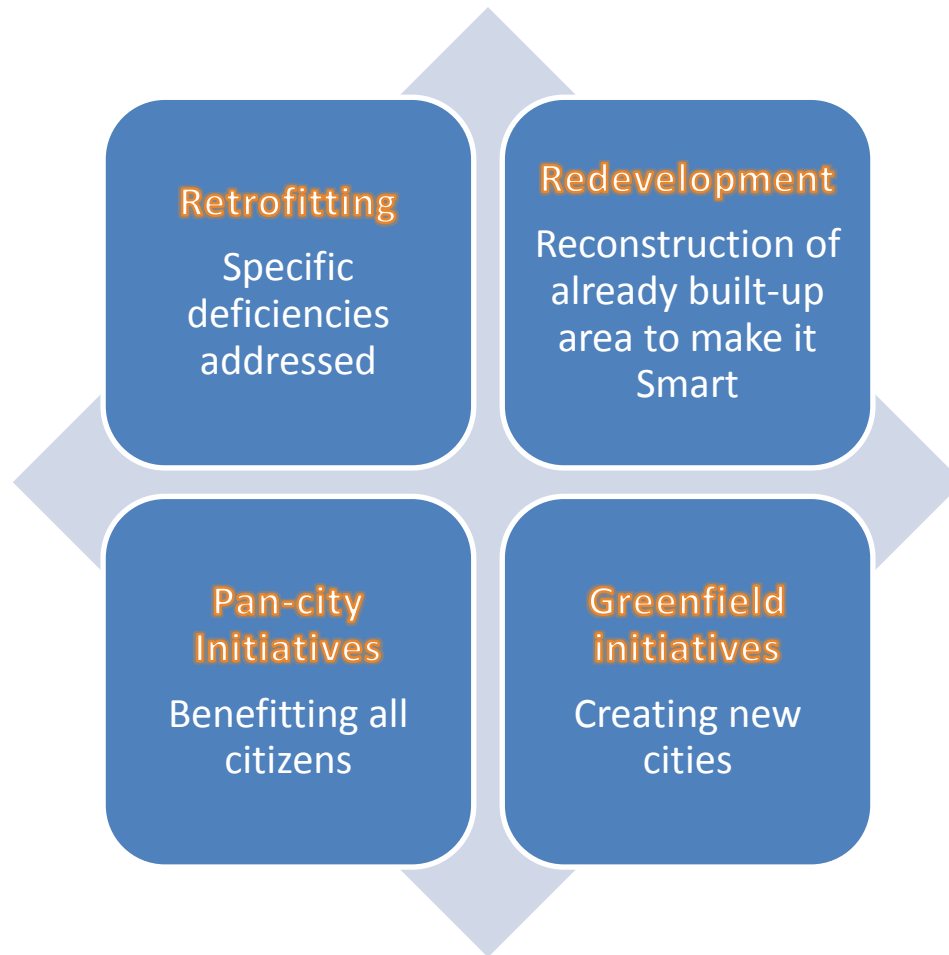 Retrofitting
Specific
deficiencies
addressed
Redevelopment
Reconstruction of
already built-up
area to make it
Smart
Pan-city
Initiatives
Benefitting all
citizens
Greenfield
initiatives
Creating new
cities